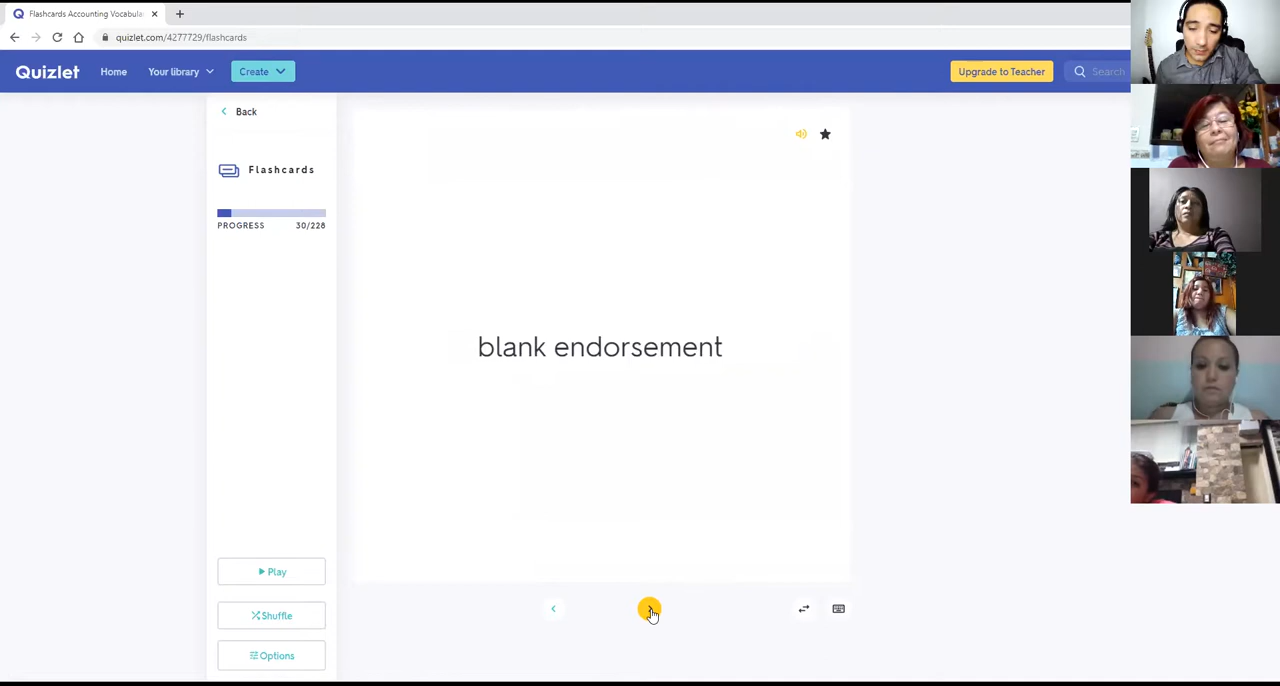 Flashcards Accounting Vocabula
quizlet.com/4277729/flashcards
Quizlet Home Your library Create Upgrade to Teacher Search
Back
Flashcards
PROGRESS 30/228
blank endorsement
Play
Shuffle
Options